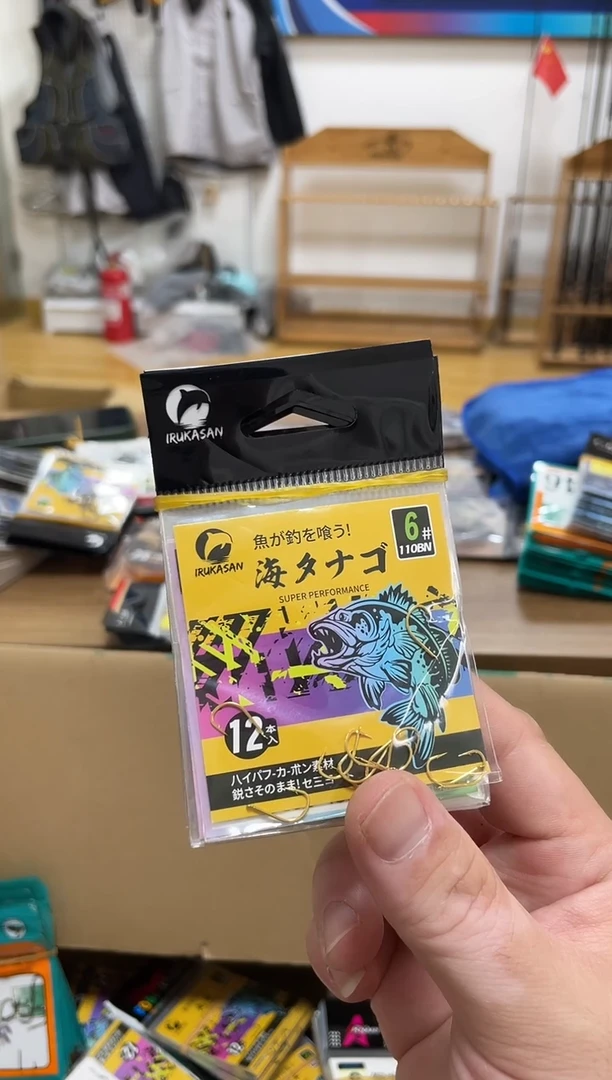 IRUKASAN
IRUKASAN
魚が釣を喰う!
海タナゴ
SUPER PERFORMANCE
6#
110BN
12本入
ハイパフ-カ-ボン素材
鋭さそのまま!セミコ